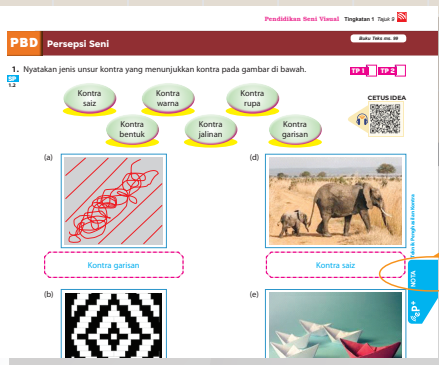 Pendidikan Seni Visual Tingkatan 1 Tajuk 9
PBD Persepsi Seni
Buku Teks ms. 99
1. Nyatakan jenis unsur kontra yang menunjukkan kontra pada gambar di bawah.
TP 1 TP 2
SP
1.2
Kontra saiz
Kontra warna
Kontra rupa
Kontra bentuk
Kontra jalinan
Kontra garisan
CETUS IDEA
(a)
(d)
Kontra garisan
Kontra saiz
(b)
(e)
NOTA